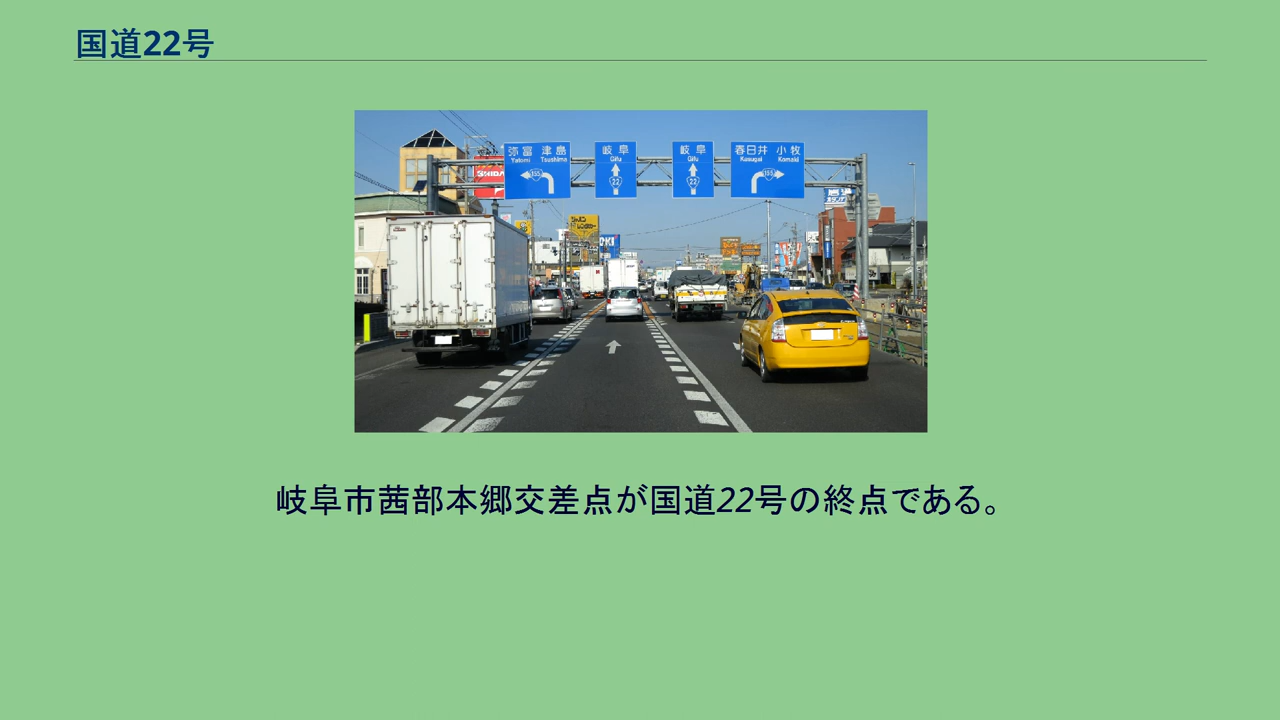 国道22号
弥富 津島
Yatomi Tsushima
155
岐阜
Gifu
22
岐阜
Gifu
22
春日井 小牧
Kasugai Komaki
155
岐阜市茜部本郷交差点が国道22号の終点である。